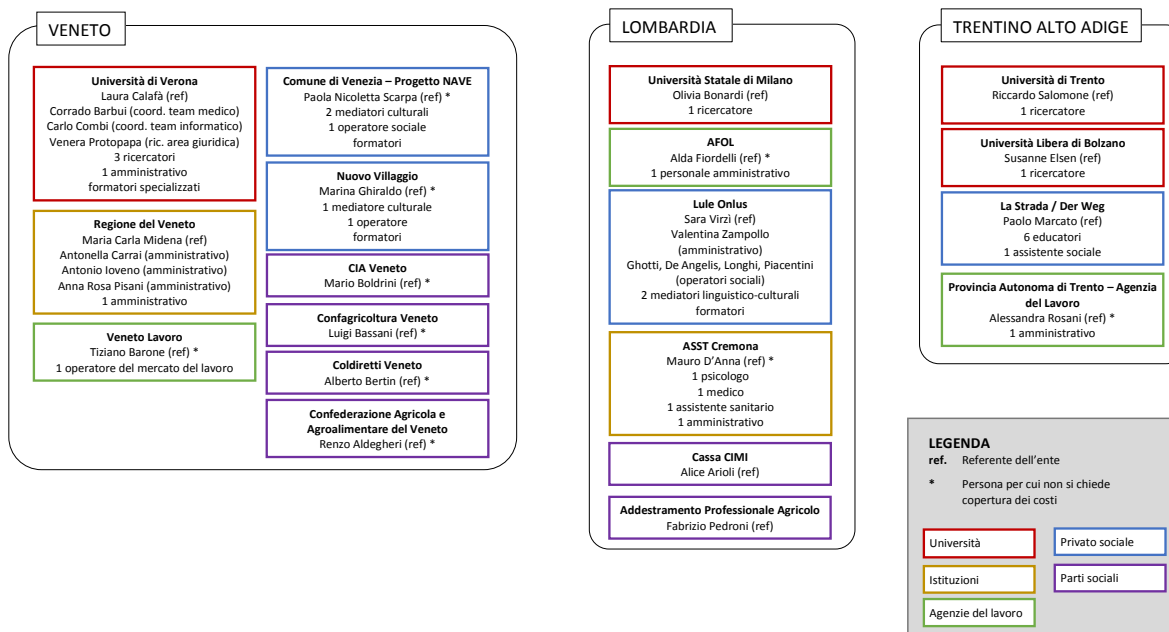 VENETO
Università di Verona
Laura Calafà (ref)
Corrado Barbui (coord. team medico)
Carlo Combi (coord. team informatico)
Venera Protopapa (ric. area giuridica)
3 ricercatori
1 amministrativo
formatori specializzati
Regione del Veneto
Maria Carla Midena (ref)
Antonella Carrai (amministrativo)
Antonio Ioveno (amministrativo)
Anna Rosa Pisani (amministrativo)
1 amministrativo
Veneto Lavoro
Tiziano Barone (ref) *
1 operatore del mercato del lavoro
Comune di Venezia – Progetto NAVE
Paola Nicoletta Scarpa (ref) *
2 mediatori culturali
1 operatore sociale
formatori
Nuovo Villaggio
Marina Ghiraldo (ref) *
1 mediatore culturale
1 operatore
formatori
CIA Veneto
Mario Boldrini (ref) *
Confagricoltura Veneto
Luigi Bassani (ref) *
Coldiretti Veneto
Alberto Bertin (ref) *
Confederazione Agricola e
Agroalimentare del Veneto
Renzo Aldegheri (ref) *
LOMBARDIA
Università Statale di Milano
Olivia Bonardi (ref)
1 ricercatore
AFOL
Alda Fiordelli (ref) *
1 personale amministrativo
Lule Onlus
Sara Virzì (ref)
Valentina Zampollo
(amministrativo)
Ghotti, De Angelis, Longhi, Piacentini
(operatori sociali)
2 mediatori linguistico-culturali
formatori
ASST Cremona
Mauro D'Anna (ref) *
1 psicologo
1 medico
1 assistente sanitario
1 amministrativo
Cassa CIMI
Alice Arioli (ref)
Addestramento Professionale Agricolo
Fabrizio Pedroni (ref)
TRENTINO ALTO ADIGE
Università di Trento
Riccardo Salomone (ref)
1 ricercatore
Università Libera di Bolzano
Susanne Elsen (ref)
1 ricercatore
La Strada / Der Weg
Paolo Marcato (ref)
6 educatori
1 assistente sociale
Provincia Autonoma di Trento – Agenzia
del Lavoro
Alessandra Rosani (ref) *
1 amministrativo
LEGENDA
ref. Referente dell'ente
* Persona per cui non si chiede
copertura dei costi
Università
Privato sociale
Istituzioni
Parti sociali
Agenzie del lavoro